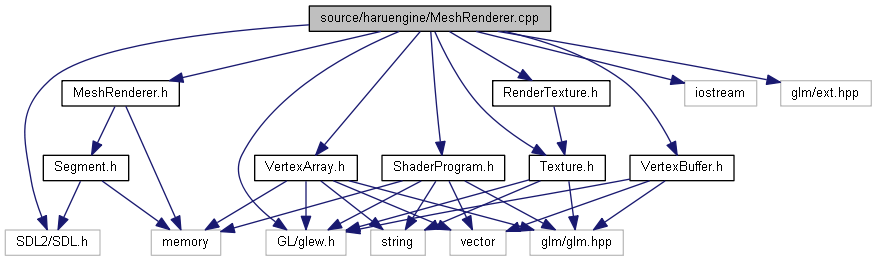 source/haruengine/MeshRenderer.cpp
MeshRenderer.h
RenderTexture.h
iostream
glm/ext.hpp
Segment.h
VertexArray.h
ShaderProgram.h
Texture.h
VertexBuffer.h
SDL2/SDL.h
memory
GL/glew.h
string
vector
glm/glm.hpp